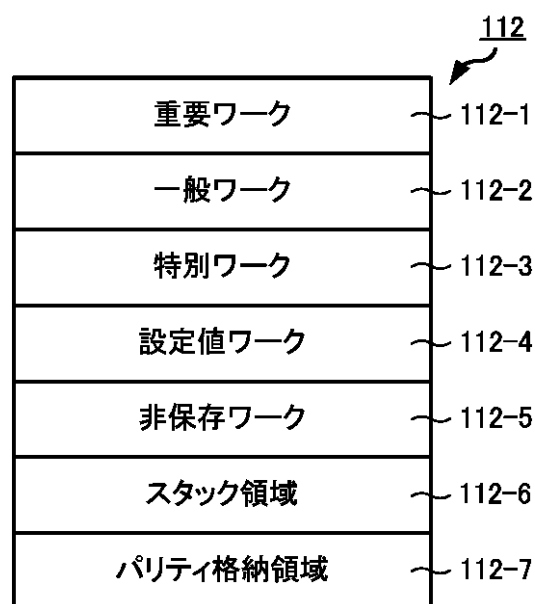 112
重要ワーク 112-1
一般ワーク 112-2
特別ワーク 112-3
設定値ワーク 112-4
非保存ワーク 112-5
スタック領域 112-6
パリティ格納領域 112-7